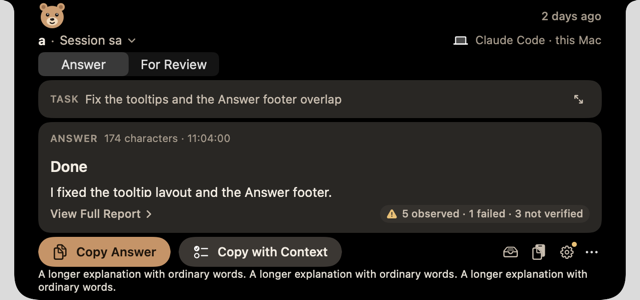 2 days ago
a · Session sa
Claude Code · this Mac
Answer
For Review
TASK Fix the tooltips and the Answer footer overlap
ANSWER 174 characters · 11:04:00
Done
I fixed the tooltip layout and the Answer footer.
View Full Report
5 observed · 1 failed · 3 not verified
Copy Answer
Copy with Context
A longer explanation with ordinary words. A longer explanation with ordinary words. A longer explanation with
ordinary words.